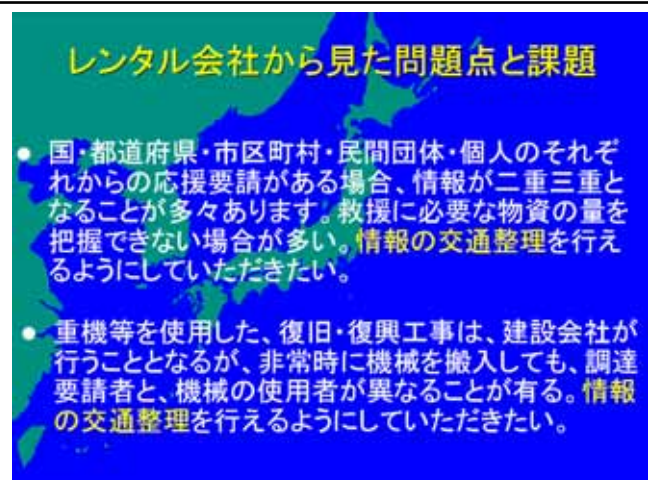 レンタル会社から見た問題点と課題
● 国・都道府県・市区町村・民間団体・個人のそれぞ
れからの応援要請がある場合、情報が二重三重と
なることが多々あります。救援に必要な物資の量を
把握できない場合が多い。情報の交通整理を行え
るようにしていただきたい。
● 重機等を使用した、復旧・復興工事は、建設会社が
行うこととなるが、非常時に機械を搬入しても、調達
要請者と、機械の使用者が異なることが有る。情報
の交通整理を行えるようにしていただきたい。